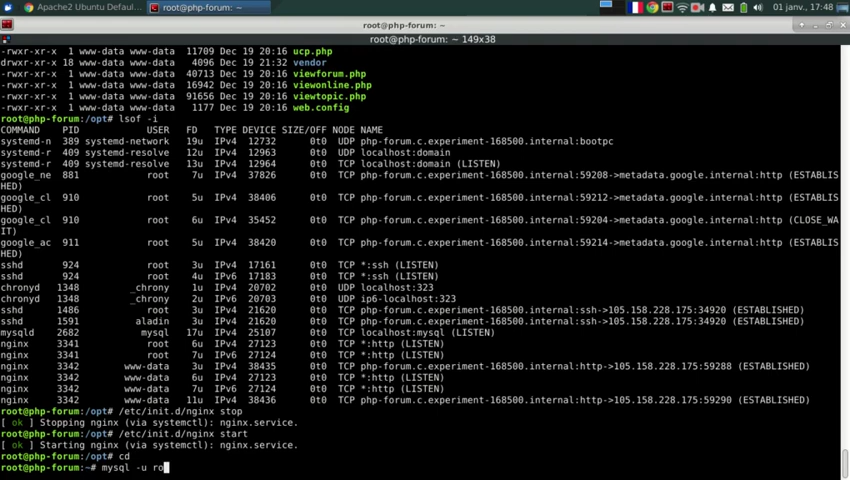 Apache2 Ubuntu Defaul…
root@php-forum: ~
01 janv., 17:48
root@php-forum: ~
root@php-forum: ~ 149x38
-rwxr-xr-x 1 www-data www-data 11709 Dec 19 20:16 ucp.php
drwxr-xr-x 18 www-data www-data 4096 Dec 19 21:32 vendor
-rwxr-xr-x 1 www-data www-data 40713 Dec 19 20:16 viewforum.php
-rwxr-xr-x 1 www-data www-data 16942 Dec 19 20:16 viewonline.php
-rwxr-xr-x 1 www-data www-data 91656 Dec 19 20:16 viewtopic.php
-rwxr-xr-x 1 www-data www-data 1177 Dec 19 20:16 web.config
root@php-forum:/opt# lsof -i
COMMAND PID USER FD TYPE DEVICE SIZE/OFF NODE NAME
systemd-n 389 systemd-network 19u IPv4 12732 0t0 UDP php-forum.c.experiment-168500.internal:bootpc
systemd-r 409 systemd-resolve 12u IPv4 12963 0t0 UDP localhost:domain
systemd-r 409 systemd-resolve 13u IPv4 12964 0t0 TCP localhost:domain (LISTEN)
google_ne 881 root 7u IPv4 37826 0t0 TCP php-forum.c.experiment-168500.internal:59208->metadata.google.internal:http (ESTABLIS
HED)
google_cl 910 root 5u IPv4 38406 0t0 TCP php-forum.c.experiment-168500.internal:59212->metadata.google.internal:http (ESTABLIS
HED)
google_cl 910 root 6u IPv4 35452 0t0 TCP php-forum.c.experiment-168500.internal:59204->metadata.google.internal:http (CLOSE_WA
IT)
google_ac 911 root 5u IPv4 38420 0t0 TCP php-forum.c.experiment-168500.internal:59214->metadata.google.internal:http (ESTABLIS
HED)
sshd 924 root 3u IPv4 17161 0t0 TCP *:ssh (LISTEN)
sshd 924 root 4u IPv6 17183 0t0 TCP *:ssh (LISTEN)
chronyd 1348 _chrony 1u IPv4 20702 0t0 UDP localhost:323
chronyd 1348 _chrony 2u IPv6 20703 0t0 UDP ip6-localhost:323
sshd 1486 root 3u IPv4 21620 0t0 TCP php-forum.c.experiment-168500.internal:ssh->105.158.228.175:34920 (ESTABLISHED)
sshd 1591 aladin 3u IPv4 21620 0t0 TCP php-forum.c.experiment-168500.internal:ssh->105.158.228.175:34920 (ESTABLISHED)
mysqld 2682 mysql 17u IPv4 25107 0t0 TCP localhost:mysql (LISTEN)
nginx 3341 root 6u IPv4 27123 0t0 TCP *:http (LISTEN)
nginx 3341 root 7u IPv6 27124 0t0 TCP *:http (LISTEN)
nginx 3342 www-data 3u IPv4 38435 0t0 TCP php-forum.c.experiment-168500.internal:http->105.158.228.175:59288 (ESTABLISHED)
nginx 3342 www-data 6u IPv4 27123 0t0 TCP *:http (LISTEN)
nginx 3342 www-data 7u IPv6 27124 0t0 TCP *:http (LISTEN)
nginx 3342 www-data 11u IPv4 38436 0t0 TCP php-forum.c.experiment-168500.internal:http->105.158.228.175:59290 (ESTABLISHED)
root@php-forum:/opt# /etc/init.d/nginx stop
[ ok ] Stopping nginx (via systemctl): nginx.service.
root@php-forum:/opt# /etc/init.d/nginx start
[ ok ] Starting nginx (via systemctl): nginx.service.
root@php-forum:/opt# cd
root@php-forum:~# mysql -u ro